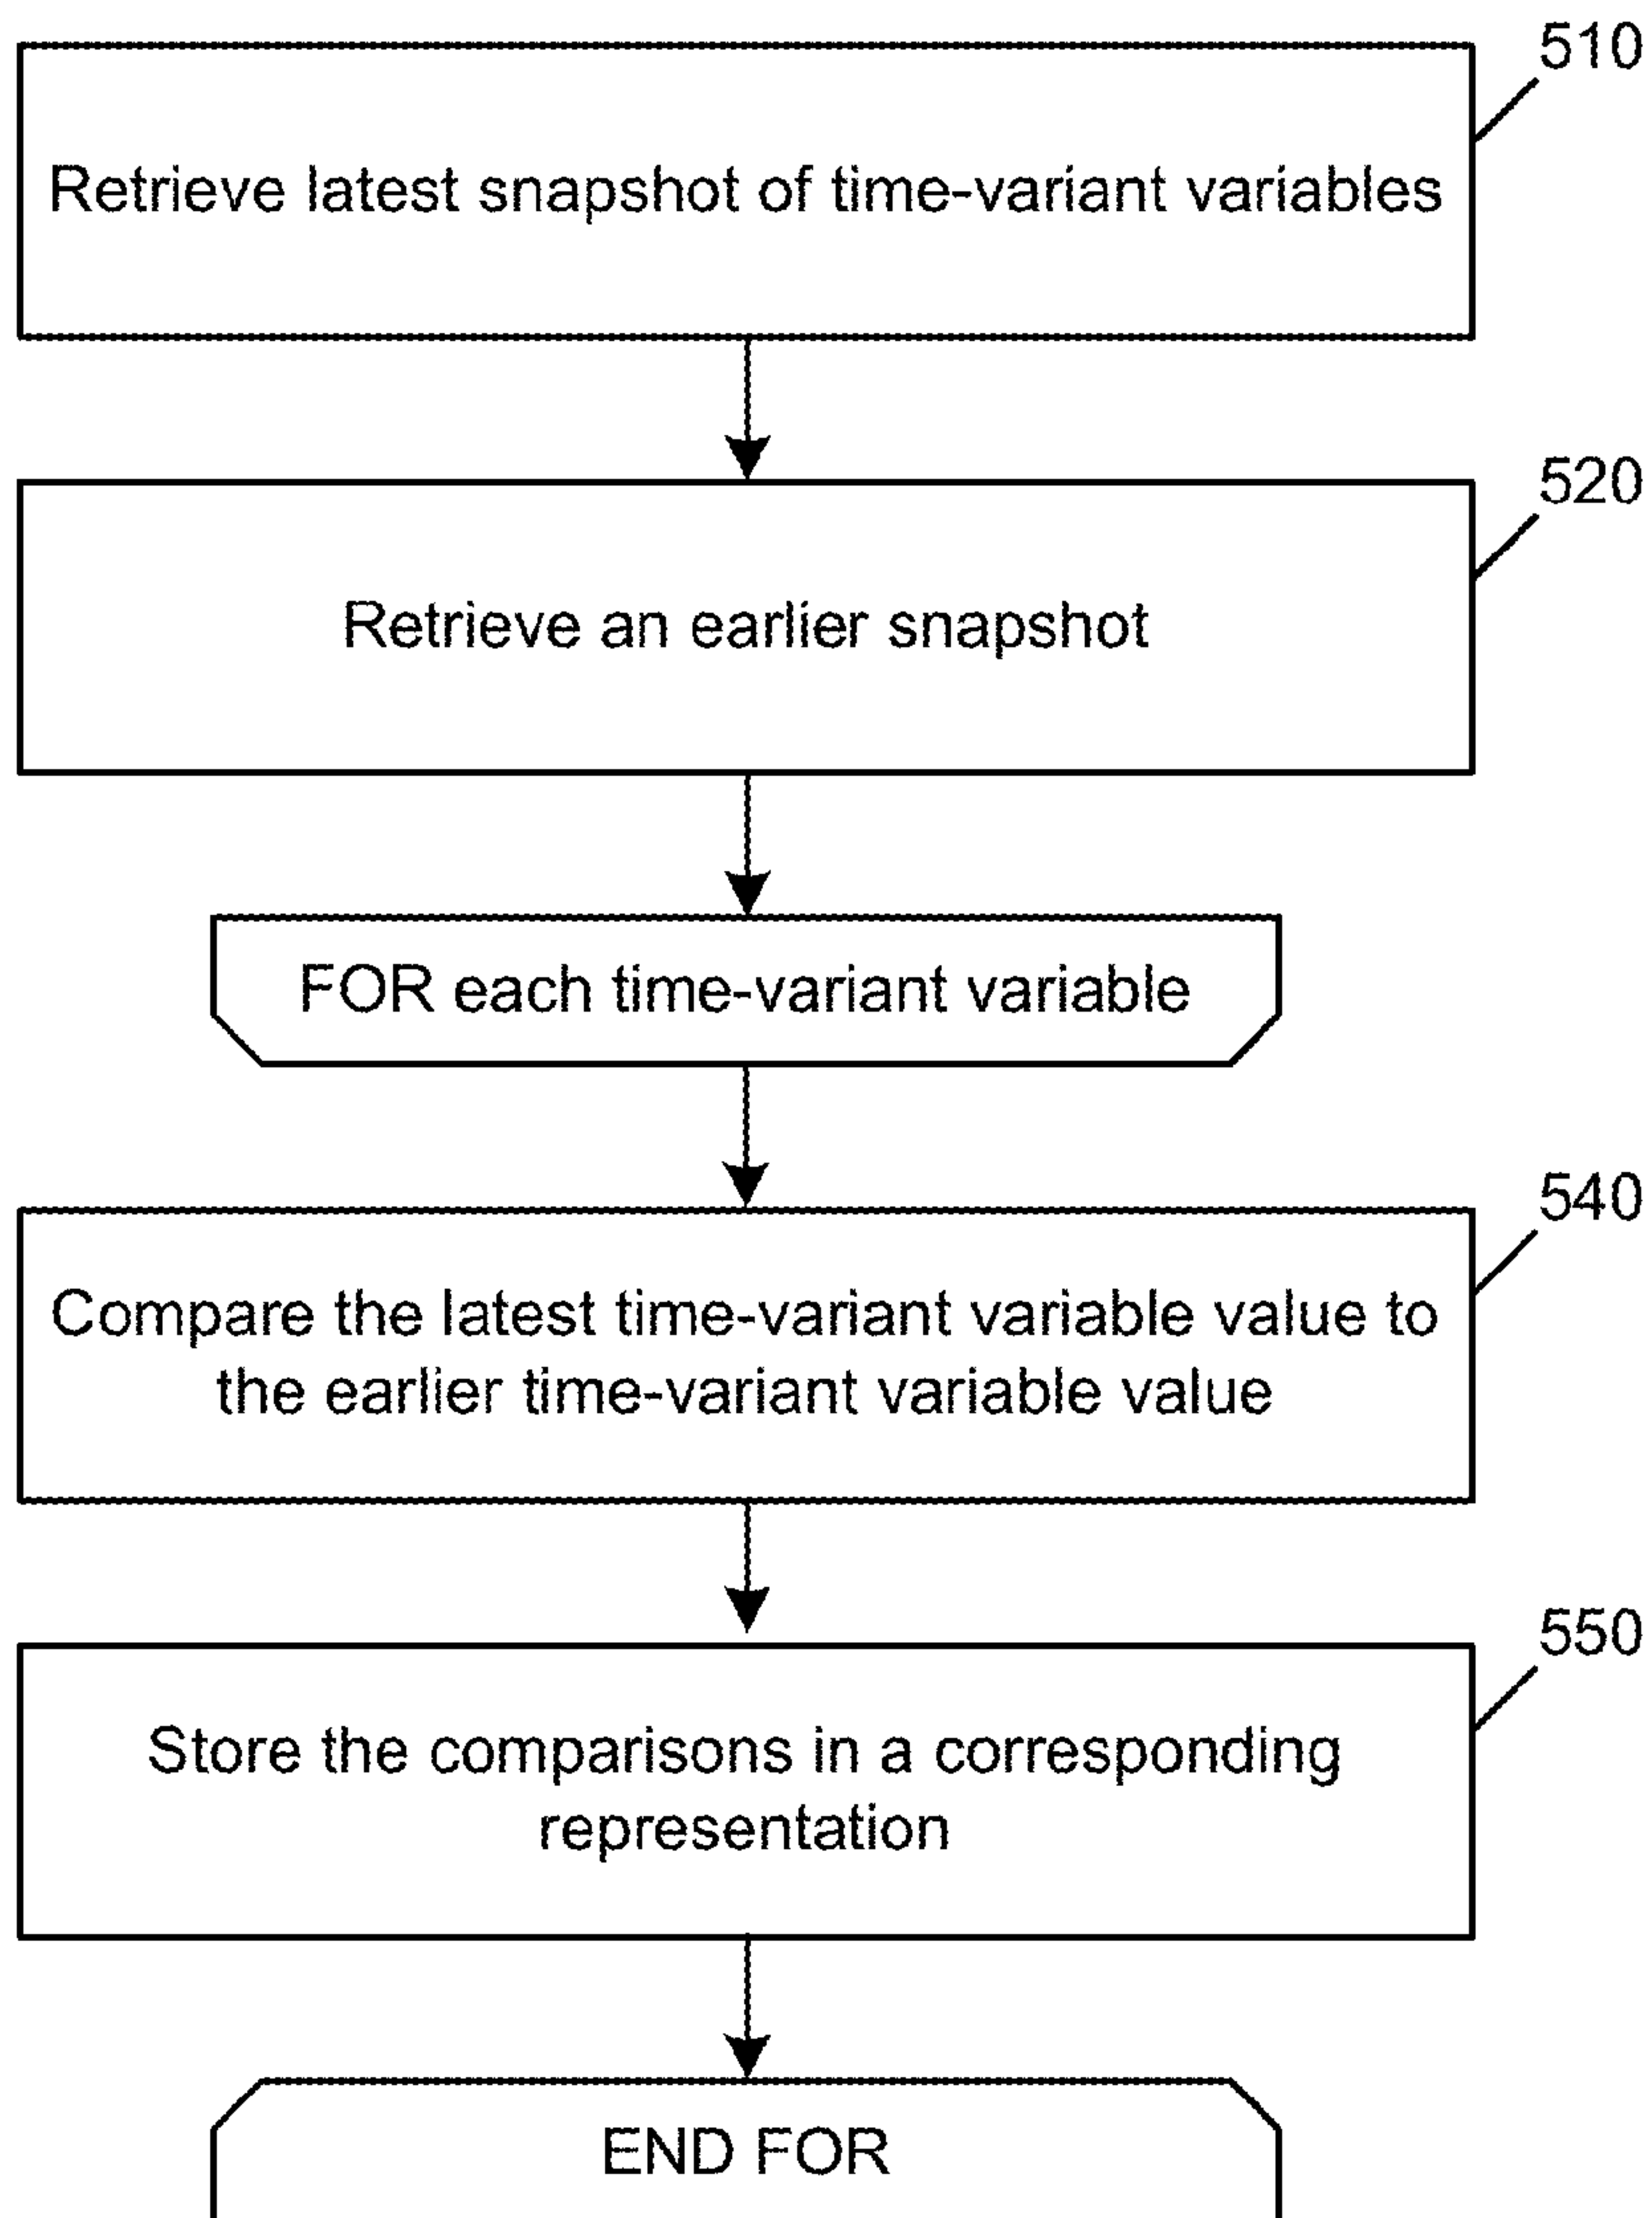 510
Retrieve latest snapshot of time-variant variables
520
Retrieve an earlier snapshot
FOR each time-variant variable
540
Compare the latest time-variant variable value to
the earlier time-variant variable value
550
Store the comparisons in a corresponding
representation
END FOR